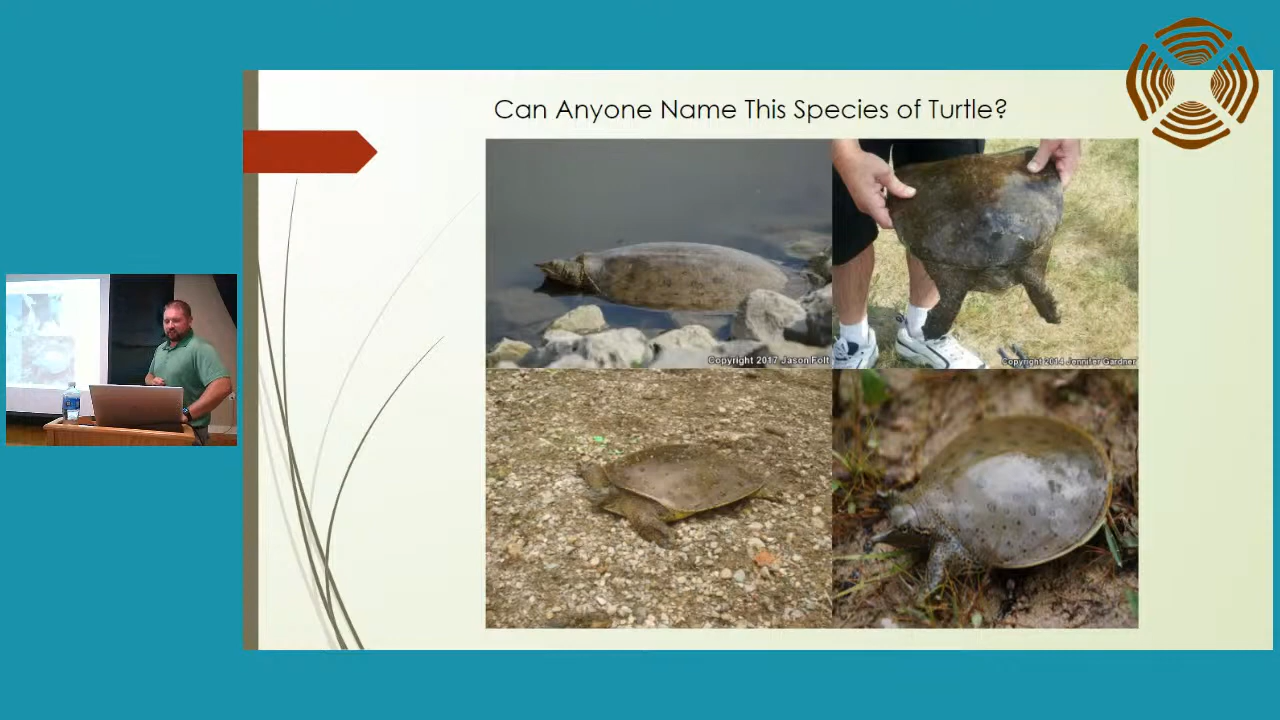 Can Anyone Name This Species of Turtle?
Copyright 2017 Jason Folt
Copyright 2014 Jennifer Gardner